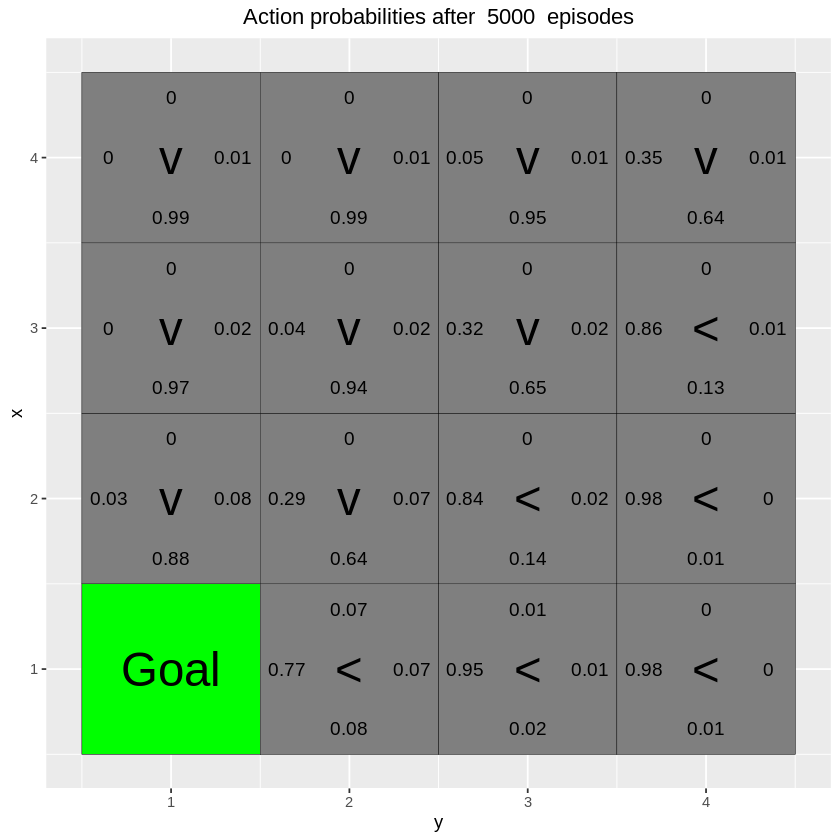 Action probabilities after  5000  episodes
0 0 0 0
4 0 v 0.01 0 v 0.01 0.05 v 0.01 0.35 v 0.01
0.99 0.99 0.95 0.64
0 0 0 0
3 0 v 0.02 0.04 v 0.02 0.32 v 0.02 0.86 < 0.01
0.97 0.94 0.65 0.13
x
0 0 0 0
2 0.03 v 0.08 0.29 v 0.07 0.84 < 0.02 0.98 < 0
0.88 0.64 0.14 0.01
0.07 0.01 0
1 Goal 0.77 < 0.07 0.95 < 0.01 0.98 < 0
0.08 0.02 0.01
1 2 3 4
y